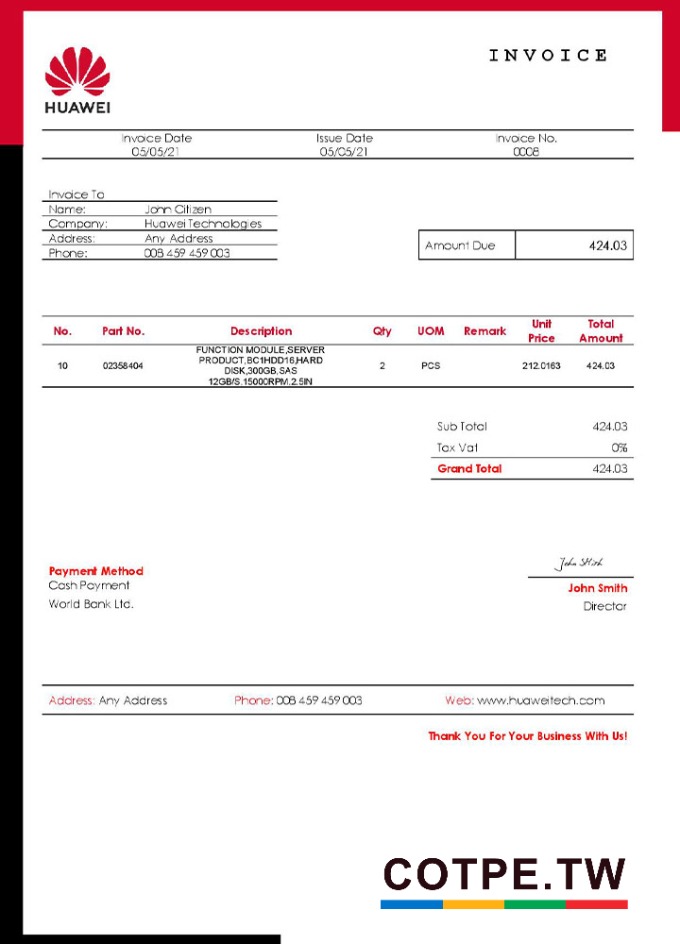 INVOICE
HUAWEI
Invoice Date Issue Date Invoice No.
05/05/21 05/05/21 0008
Invoice To
Name: John Citizen
Company: Huawei Technologies
Address: Any Address
Phone: 008 459 459 003
Amount Due 424.03
No. Part No. Description Qty UOM Remark Unit Price Total Amount
10 02358404 FUNCTION MODULE,SERVER PRODUCT,BC1HDD16,HARD DISK,300GB,SAS 12GB/S,15000RPM,2.5IN 2 PCS 212.0163 424.03
Sub Total 424.03
Tax Vat 0%
Grand Total 424.03
Payment Method
Cash Payment
World Bank Ltd.
John Smith
John Smith
Director
Address: Any Address Phone: 008 459 459 003 Web: www.huaweitech.com
Thank You For Your Business With Us!
COTPE.TW